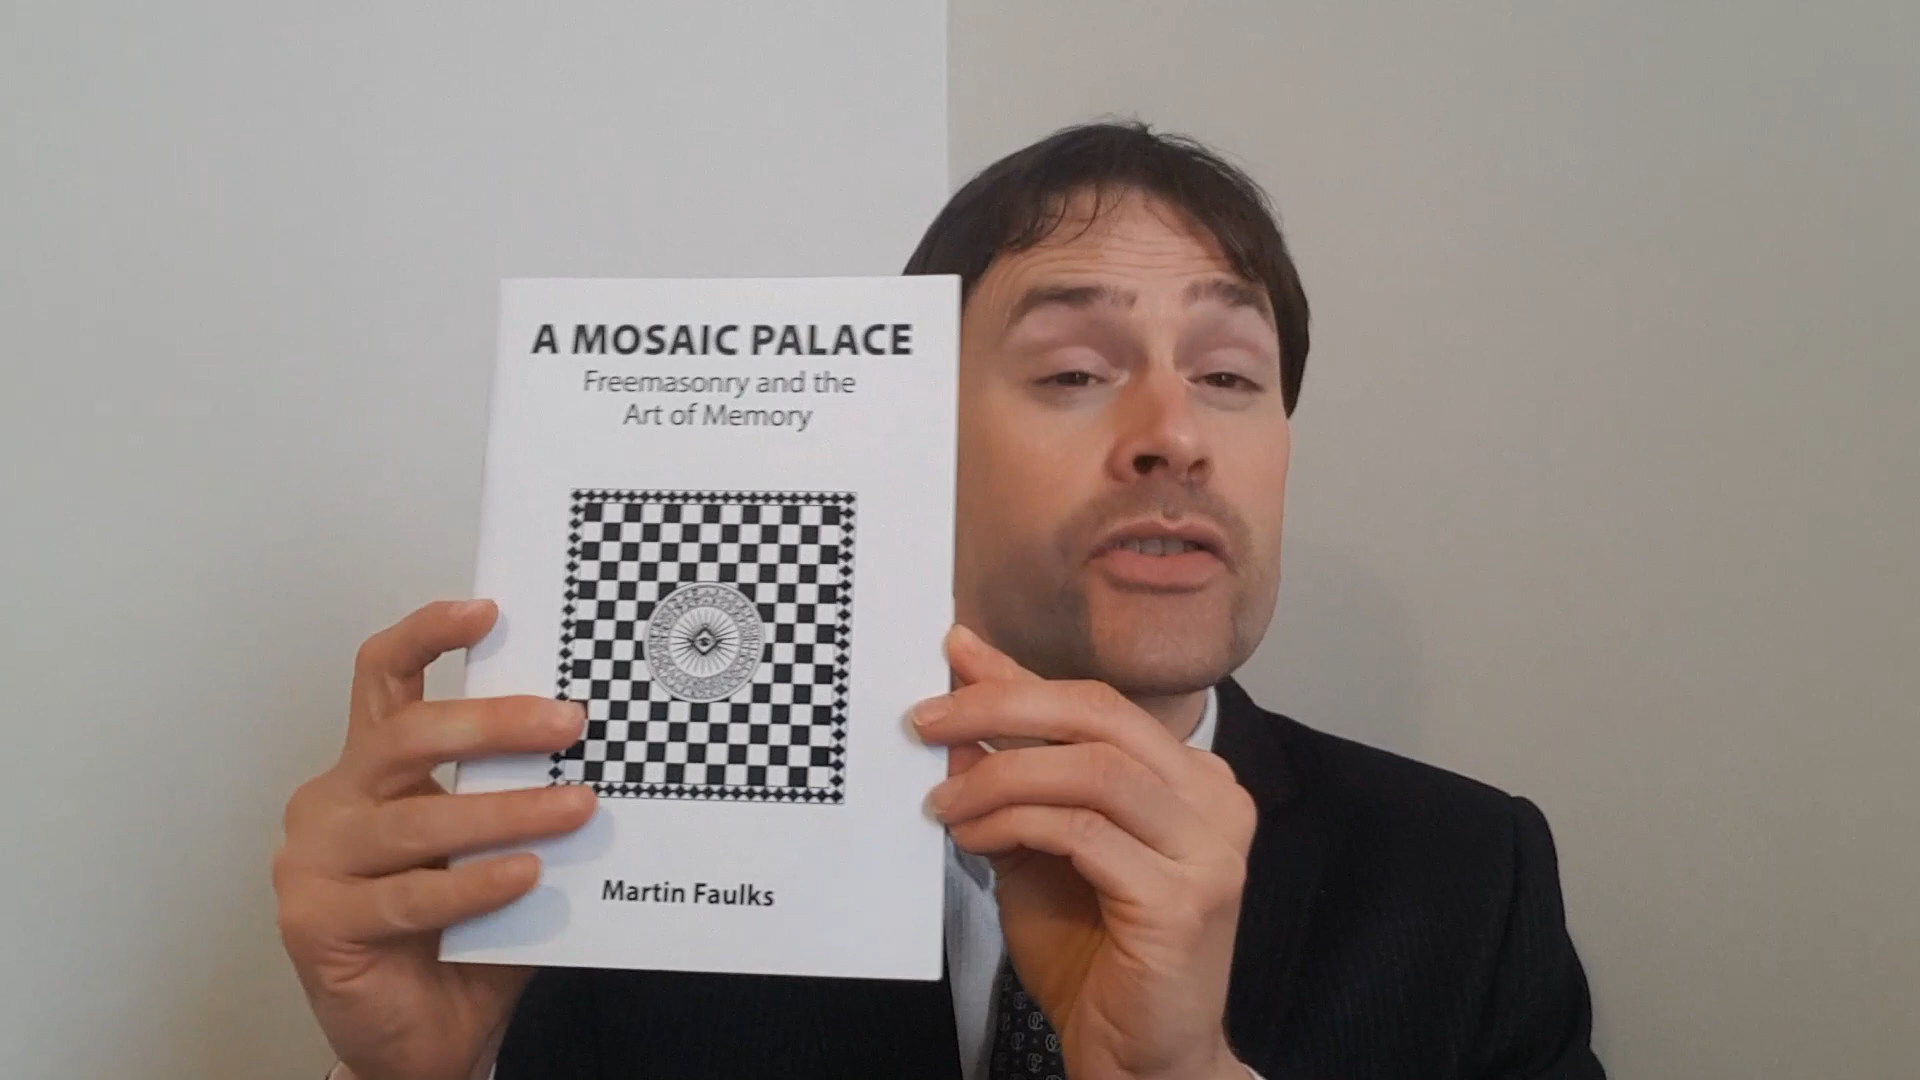 A MOSAIC PALACE
Freemasonry and the
Art of Memory
Martin Faulks